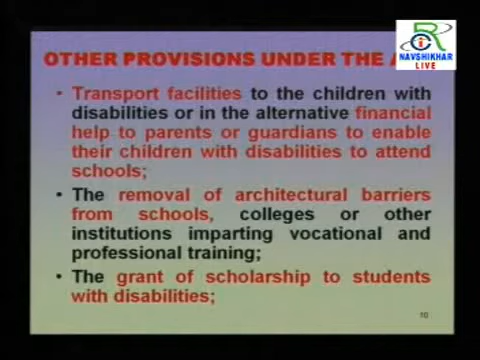 OTHER PROVISIONS UNDER THE
NAVSHIKHAR
LIVE
• Transport facilities to the children with
disabilities or in the alternative financial
help to parents or guardians to enable
their children with disabilities to attend
schools;
• The removal of architectural barriers
from schools, colleges or other
institutions imparting vocational and
professional training;
• The grant of scholarship to students
with disabilities;
10